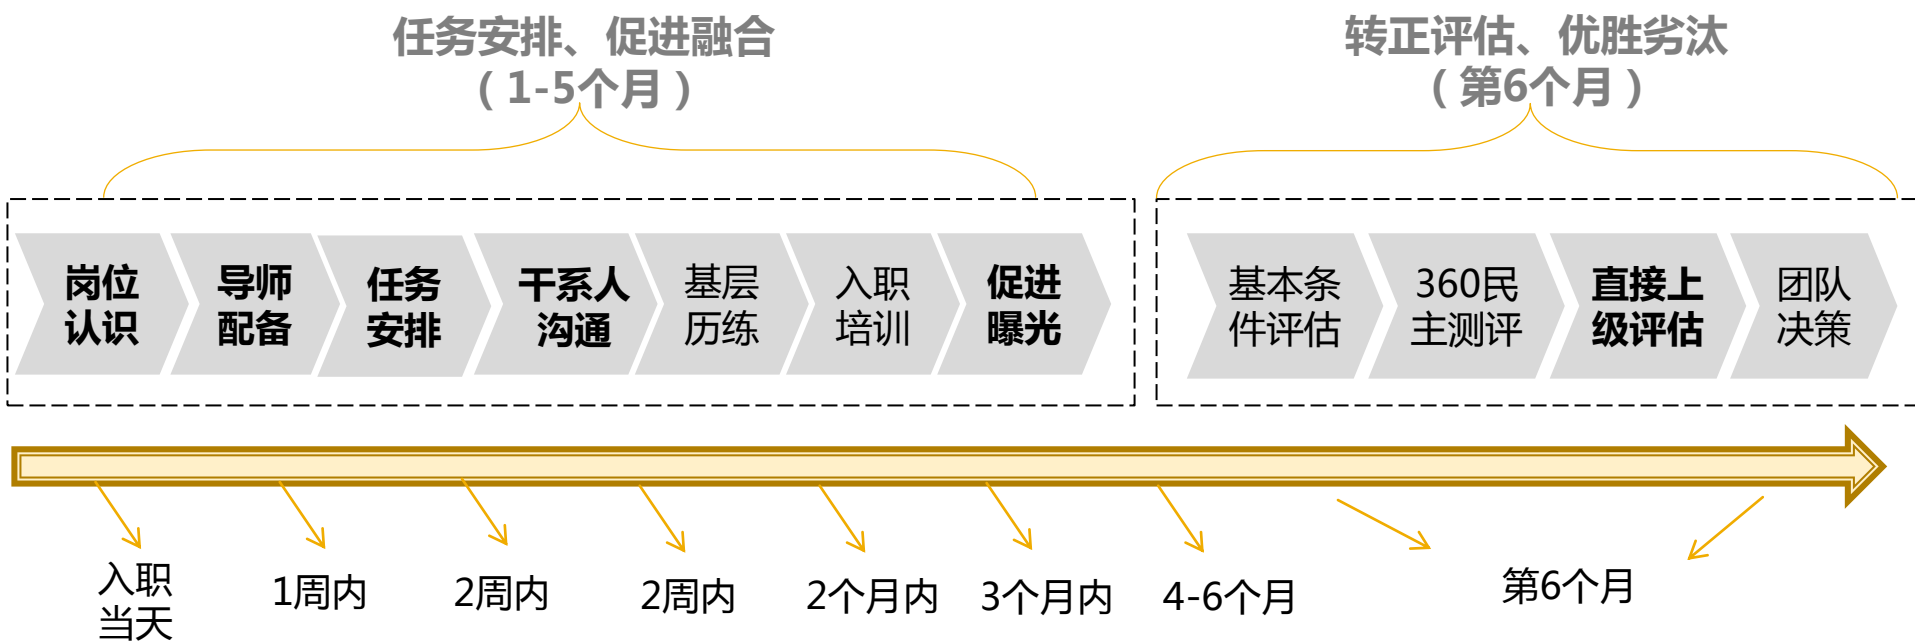 任务安排、促进融合
（1-5个月）
转正评估、优胜劣汰
（第6个月）
岗位
认识
导师
配备
任务
安排
干系人
沟通
基层
历练
入职
培训
促进
曝光
基本条
件评估
360民
主测评
直接上
级评估
团队
决策
入职
当天
1周内
2周内
2周内
2个月内
3个月内
4-6个月
第6个月